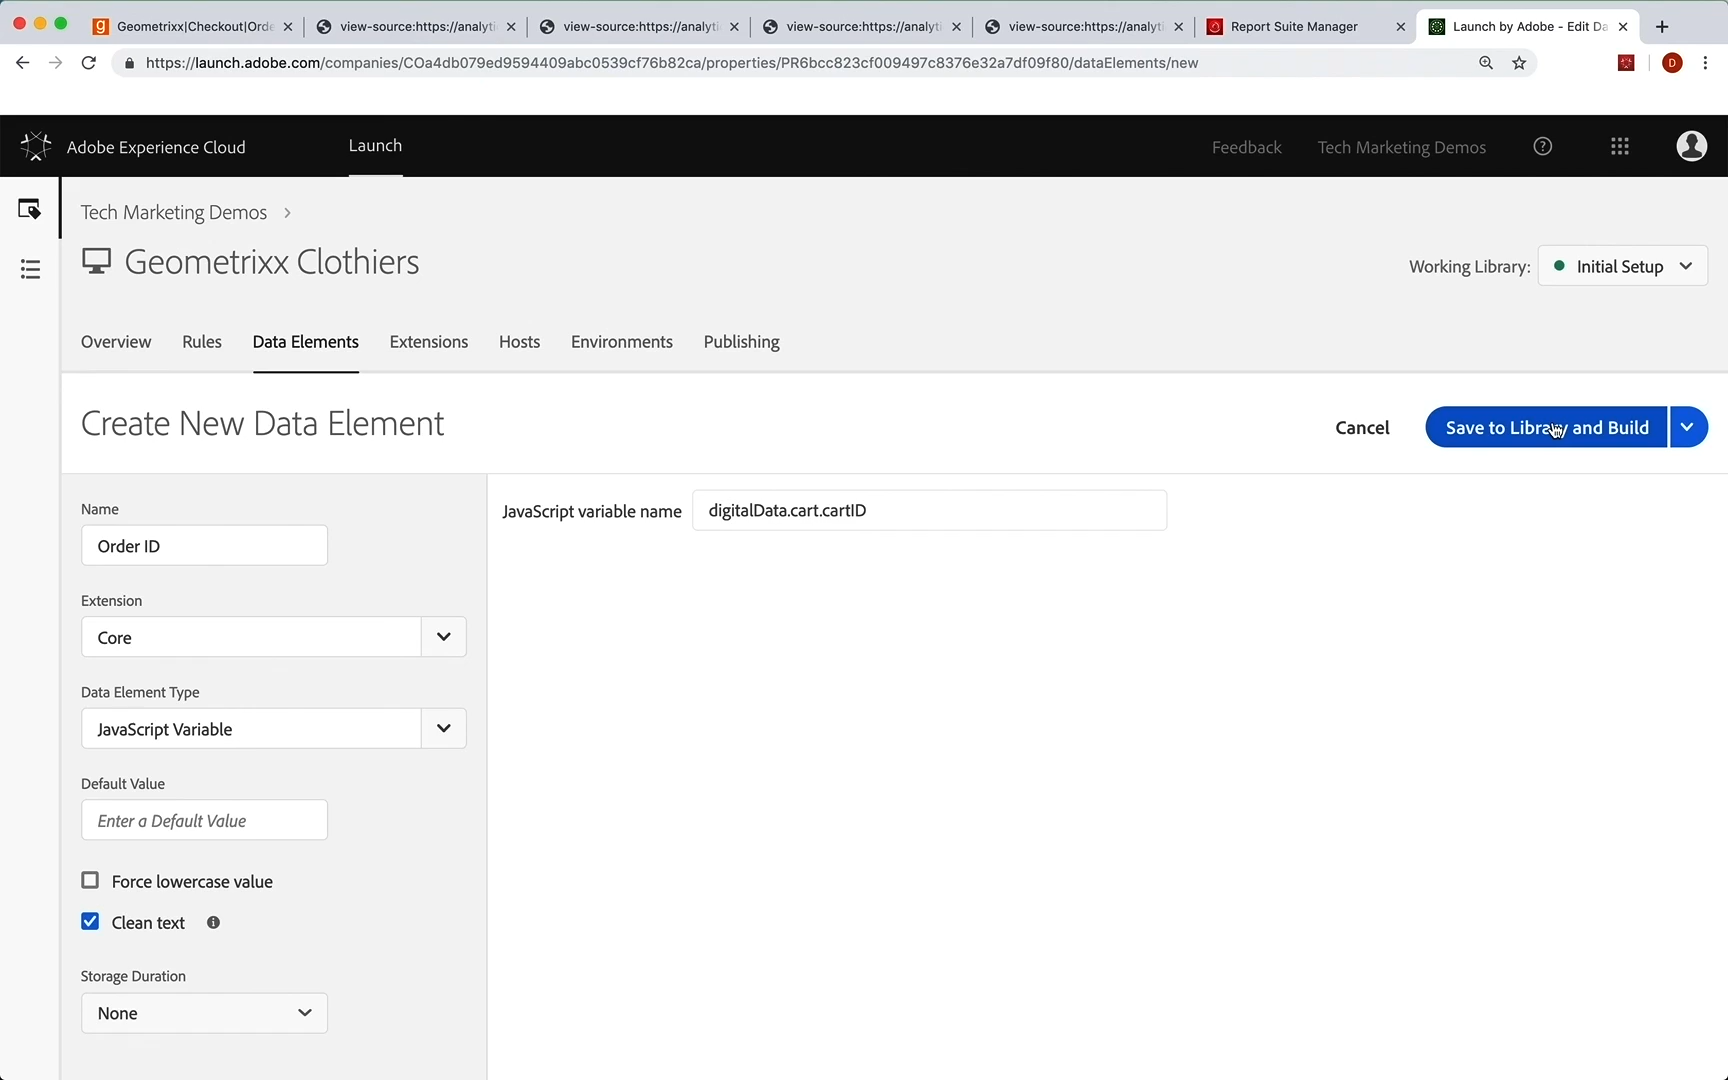 Geometrixx|Checkout|Orde
view-source:https://analyti
view-source:https://analyti
view-source:https://analyti
view-source:https://analyti
Report Suite Manager
Launch by Adobe - Edit Da
https://launch.adobe.com/companies/COa4db079ed9594409abc0539cf76b82ca/properties/PR6bcc823cf009497c8376e32a7df09f80/dataElements/new
D
Adobe Experience Cloud
Launch
Feedback
Tech Marketing Demos
Tech Marketing Demos
Geometrixx Clothiers
Working Library:
Initial Setup
Overview
Rules
Data Elements
Extensions
Hosts
Environments
Publishing
Create New Data Element
Cancel
Save to Library and Build
Name
Order ID
JavaScript variable name
digitalData.cart.cartID
Extension
Core
Data Element Type
JavaScript Variable
Default Value
Enter a Default Value
Force lowercase value
Clean text
Storage Duration
None